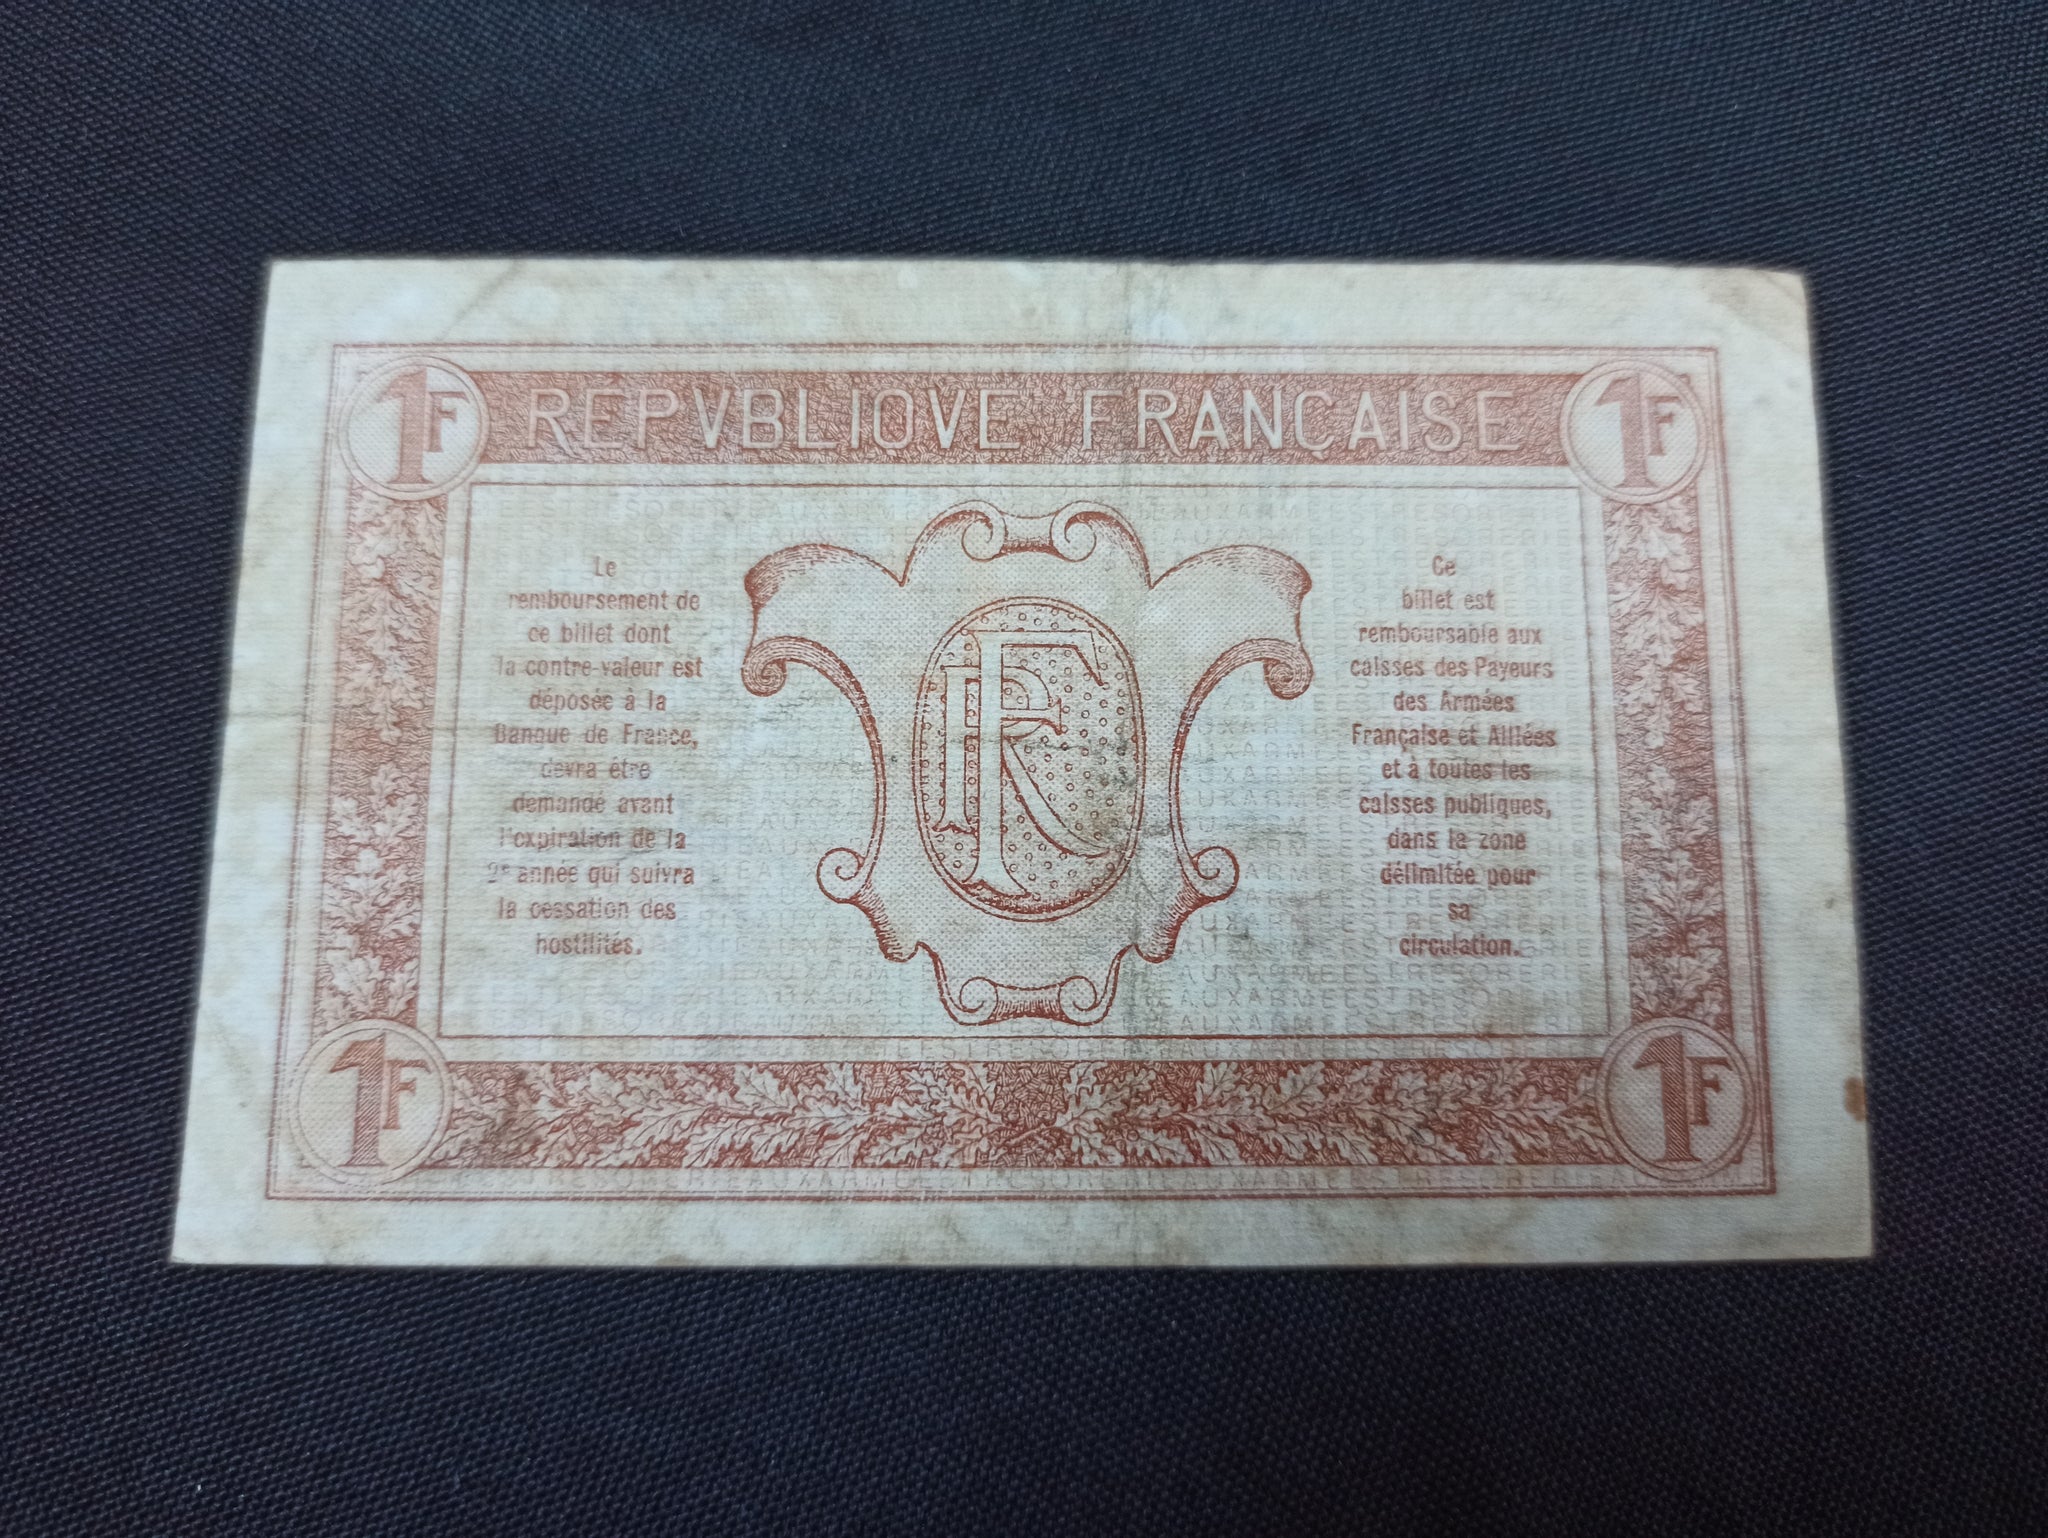 1F REPVBLIQVE FRANÇAISE 1F
Le
remboursement de
ce billet dont
la contre-valeur est
déposée à la
Banque de France,
devra être
demandé avant
l'expiration de la
2e année qui suivra
la cessation des
hostilités.
RF
Ce
billet est
remboursable aux
caisses des Payeurs
des Armées
Française et Alliées
et à toutes les
caisses publiques,
dans la zone
délimitée pour
sa
circulation.
1F 1F